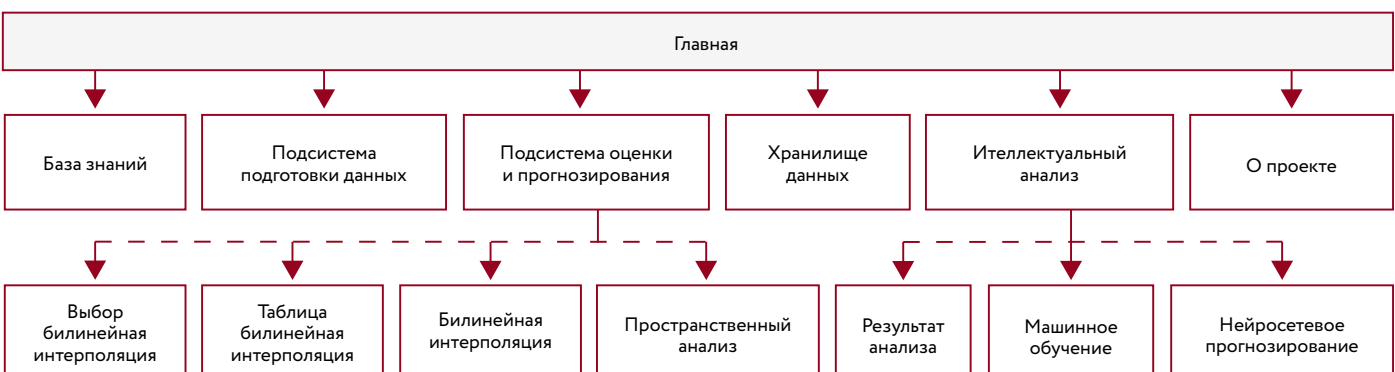 Главная
База знаний
Подсистема
подготовки данных
Подсистема оценки
и прогнозирования
Хранилище
данных
Ителлектуальный
анализ
О проекте
Выбор
билинейная
интерполяция
Таблица
билинейная
интерполяция
Билинейная
интерполяция
Пространственный
анализ
Результат
анализа
Машинное
обучение
Нейросетевое
прогнозирование